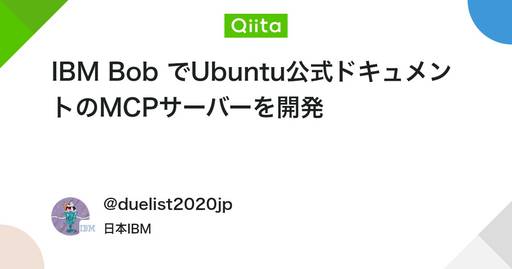 Qiita
IBM Bob でUbuntu公式ドキュメン
トのMCPサーバーを開発
@duelist2020jp
IBM
日本IBM